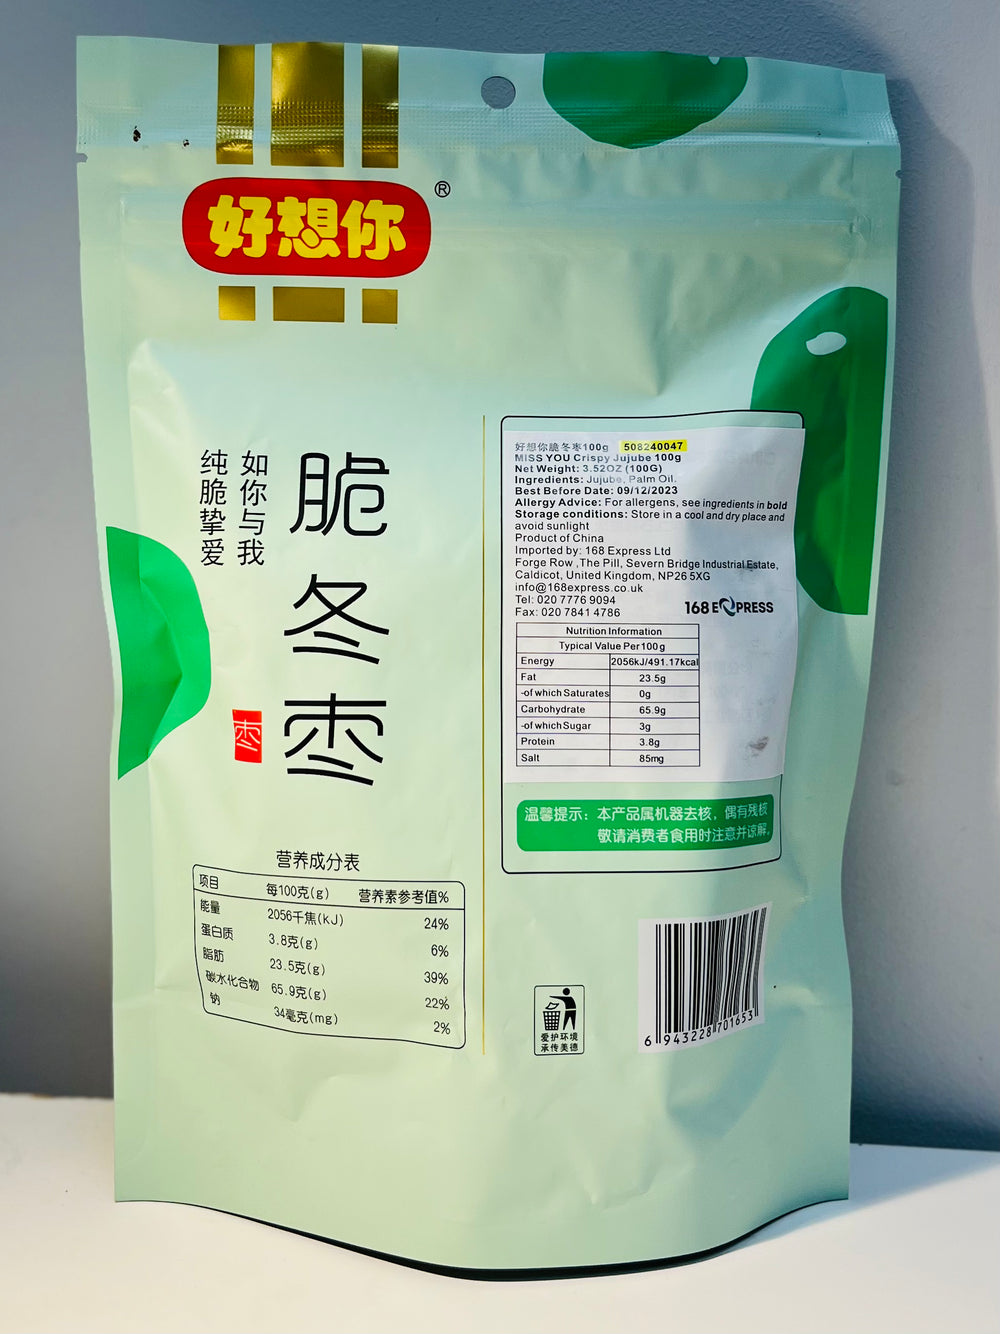 好想你®
如你与我
纯脆挚爱
脆冬枣
枣
营养成分表
项目 每100克(g) 营养素参考值%
能量 2056千焦(kJ) 24%
蛋白质 3.8克(g) 6%
脂肪 23.5克(g) 39%
碳水化合物 65.9克(g) 22%
钠 34毫克(mg) 2%
好想你脆冬枣100g 508240047
MISS YOU Crispy Jujube 100g
Net Weight: 3.52OZ (100G)
Ingredients: Jujube, Palm Oil.
Best Before Date: 09/12/2023
Allergy Advice: For allergens, see ingredients in bold
Storage conditions: Store in a cool and dry place and
avoid sunlight
Product of China
Imported by: 168 Express Ltd
Forge Row ,The Pill, Severn Bridge Industrial Estate,
Caldicot, United Kingdom, NP26 5XG
info@168express.co.uk
Tel: 020 7776 9094
Fax: 020 7841 4786
168 EXPRESS
Nutrition Information
Typical Value Per 100g
Energy 2056kJ/491.17kcal
Fat 23.5g
-of which Saturates 0g
Carbohydrate 65.9g
-of which Sugar 3g
Protein 3.8g
Salt 85mg
温馨提示：本产品属机器去核，偶有残核
敬请消费者食用时注意并谅解。
爱护环境
承传美德
6 943228 701653